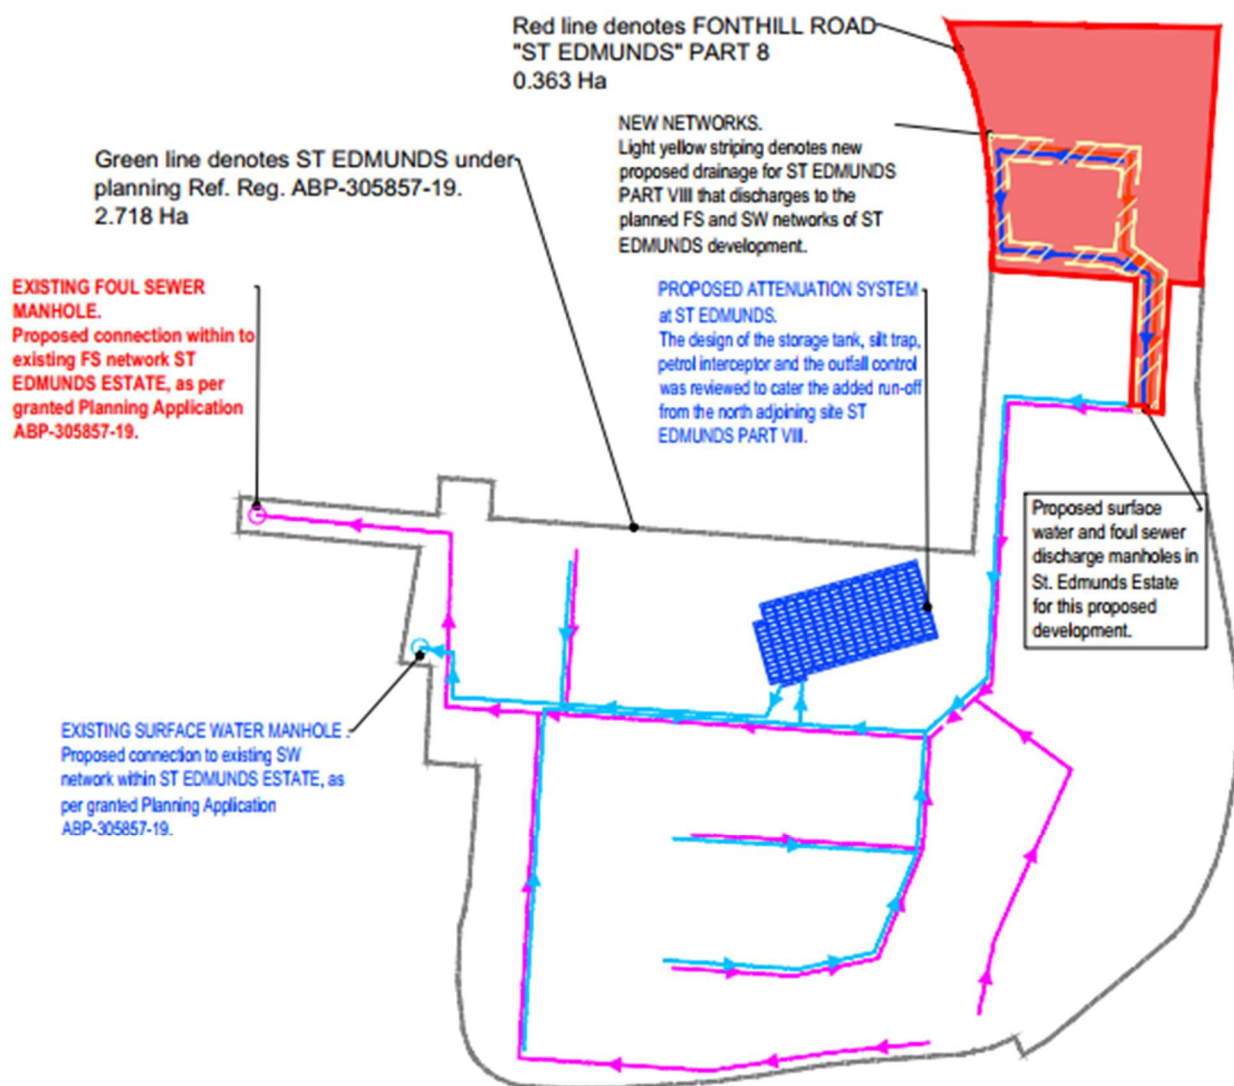 Red line denotes FONTHILL ROAD
"ST EDMUNDS" PART 8
0.363 Ha
NEW NETWORKS.
Light yellow striping denotes new
proposed drainage for ST EDMUNDS
PART VIII that discharges to the
planned FS and SW networks of ST
EDMUNDS development.
Green line denotes ST EDMUNDS under
planning Ref. Reg. ABP-305857-19.
2.718 Ha
EXISTING FOUL SEWER
MANHOLE.
Proposed connection within to
existing FS network ST
EDMUNDS ESTATE, as per
granted Planning Application
ABP-305857-19.
PROPOSED ATTENUATION SYSTEM
at ST EDMUNDS.
The design of the storage tank, silt trap,
petrol interceptor and the outfall control
was reviewed to cater the added run-off
from the north adjoining site ST
EDMUNDS PART VIII.
Proposed surface
water and foul sewer
discharge manholes in
St. Edmunds Estate
for this proposed
development.
EXISTING SURFACE WATER MANHOLE .
Proposed connection to existing SW
network within ST EDMUNDS ESTATE, as
per granted Planning Application
ABP-305857-19.